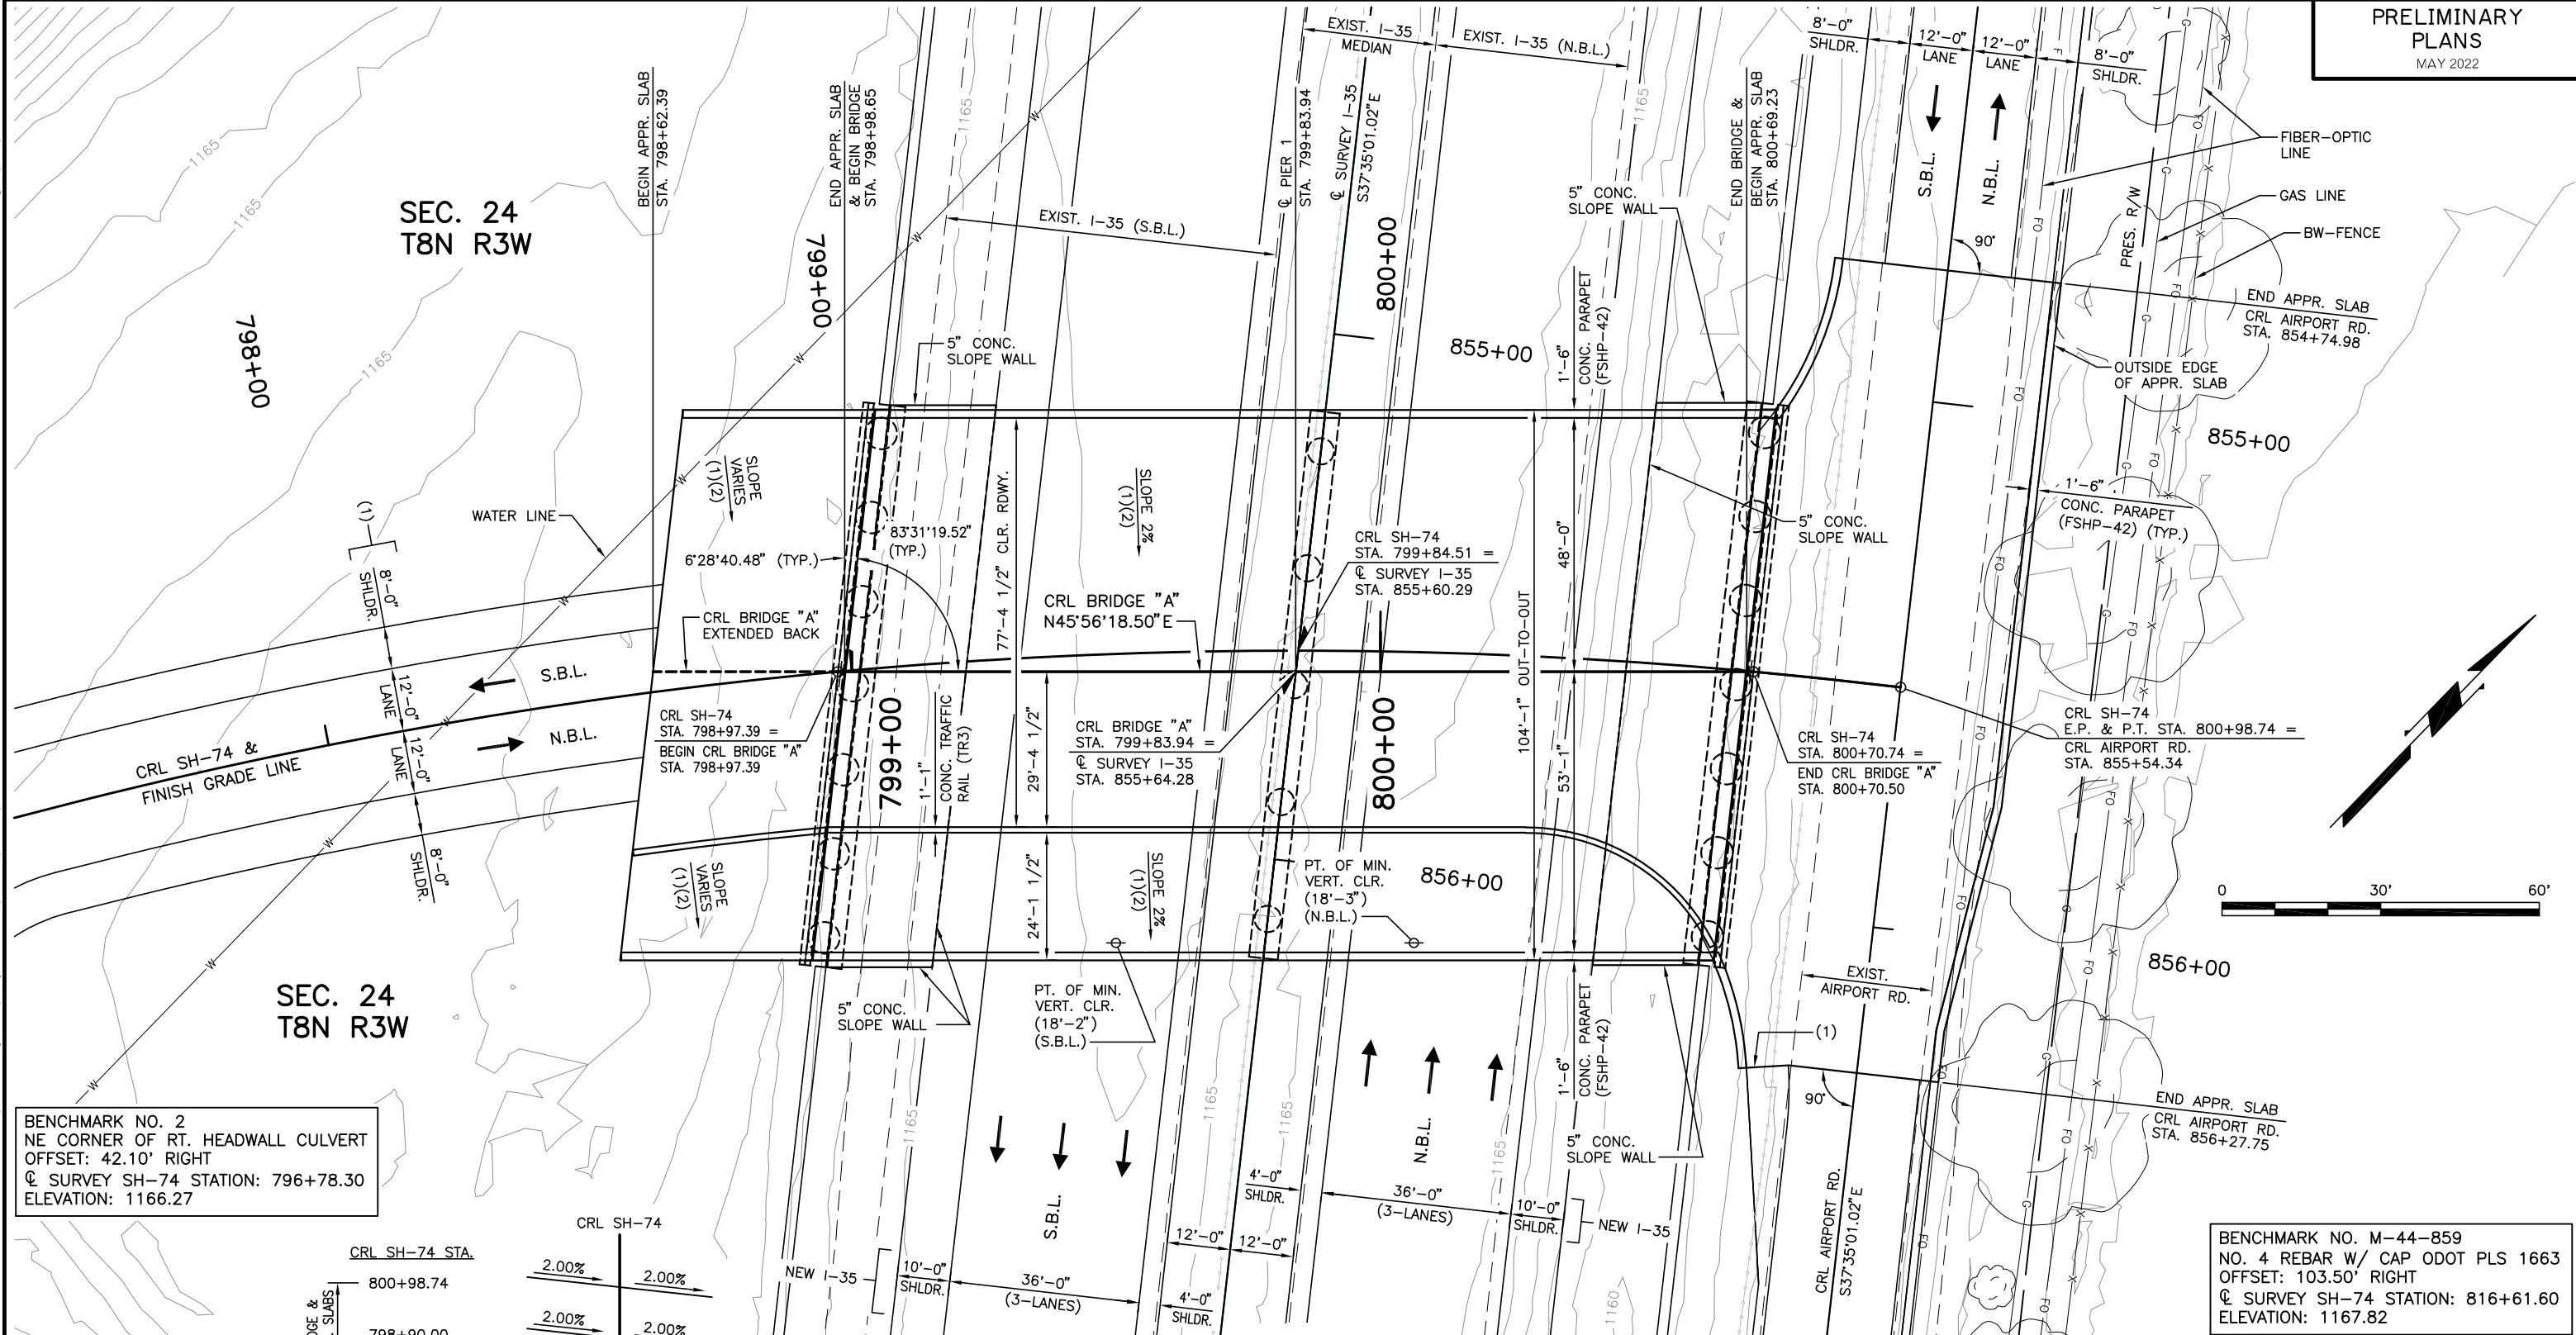 PRELIMINARY
PLANS
MAY 2022
EXIST. I-35
MEDIAN
EXIST. I-35 (N.B.L.)
8'-0"
SHLDR.
12'-0"
LANE
12'-0"
LANE
8'-0"
SHLDR.
S.B.L.
N.B.L.
FIBER-OPTIC
LINE
GAS LINE
BW-FENCE
PRES. R/W
90°
END APPR. SLAB
CRL AIRPORT RD.
STA. 854+74.98
OUTSIDE EDGE
OF APPR. SLAB
855+00
1'-6"
CONC. PARAPET
(FSHP-42) (TYP.)
BEGIN APPR. SLAB
STA. 798+62.39
END APPR. SLAB
& BEGIN BRIDGE
STA. 798+98.65
℄ PIER 1
STA. 799+83.94
℄ SURVEY I-35
S37°35'01.02"E
END BRIDGE &
BEGIN APPR. SLAB
STA. 800+69.23
1165
1165
1165
1165
1165
SEC. 24
T8N R3W
798+00
799+00
800+00
855+00
EXIST. I-35 (S.B.L.)
5" CONC.
SLOPE WALL
5" CONC.
SLOPE WALL
1'-6"
CONC. PARAPET
(FSHP-42)
WATER LINE
(1)
8'-0"
SHLDR.
12'-0"
LANE
12'-0"
LANE
8'-0"
SHLDR.
SLOPE
VARIES
(1)(2)
83°31'19.52"
(TYP.)
6°28'40.48" (TYP.)
77'-4 1/2" CLR. RDWY.
SLOPE 2%
(1)(2)
CRL SH-74
STA. 799+84.51 =
℄ SURVEY I-35
STA. 855+60.29
48'-0"
5" CONC.
SLOPE WALL
CRL BRIDGE "A"
EXTENDED BACK
CRL BRIDGE "A"
N45°56'18.50"E
104'-1" OUT-TO-OUT
S.B.L.
N.B.L.
CRL SH-74 &
FINISH GRADE LINE
CRL SH-74
STA. 798+97.39 =
BEGIN CRL BRIDGE "A"
STA. 798+97.39
799+00
1'-1"
CONC. TRAFFIC
RAIL (TR3)
29'-4 1/2"
CRL BRIDGE "A"
STA. 799+83.94 =
℄ SURVEY I-35
STA. 855+64.28
800+00
53'-1"
CRL SH-74
STA. 800+70.74 =
END CRL BRIDGE "A"
STA. 800+70.50
CRL SH-74
E.P. & P.T. STA. 800+98.74 =
CRL AIRPORT RD.
STA. 855+54.34
SLOPE
VARIES
(1)(2)
24'-1 1/2"
SLOPE 2%
(1)(2)
PT. OF MIN.
VERT. CLR.
(18'-3")
(N.B.L.)
856+00
0 30' 60'
856+00
EXIST.
AIRPORT RD.
SEC. 24
T8N R3W
5" CONC.
SLOPE WALL
PT. OF MIN.
VERT. CLR.
(18'-2")
(S.B.L.)
1'-6"
CONC. PARAPET
(FSHP-42)
(1)
90°
END APPR. SLAB
CRL AIRPORT RD.
STA. 856+27.75
5" CONC.
SLOPE WALL
BENCHMARK NO. 2
NE CORNER OF RT. HEADWALL CULVERT
OFFSET: 42.10' RIGHT
℄ SURVEY SH-74 STATION: 796+78.30
ELEVATION: 1166.27
1165
1165
1165
1165
1160
S.B.L.
N.B.L.
4'-0"
SHLDR.
36'-0"
(3-LANES)
10'-0"
SHLDR.
NEW I-35
12'-0"
12'-0"
NEW I-35
10'-0"
SHLDR.
36'-0"
(3-LANES)
4'-0"
SHLDR.
CRL AIRPORT RD.
S37°35'01.02"E
CRL SH-74 STA.
800+98.74
798+90.00
CRL SH-74
2.00%
2.00%
2.00%
2.00%
BENCHMARK NO. M-44-859
NO. 4 REBAR W/ CAP ODOT PLS 1663
OFFSET: 103.50' RIGHT
℄ SURVEY SH-74 STATION: 816+61.60
ELEVATION: 1167.82